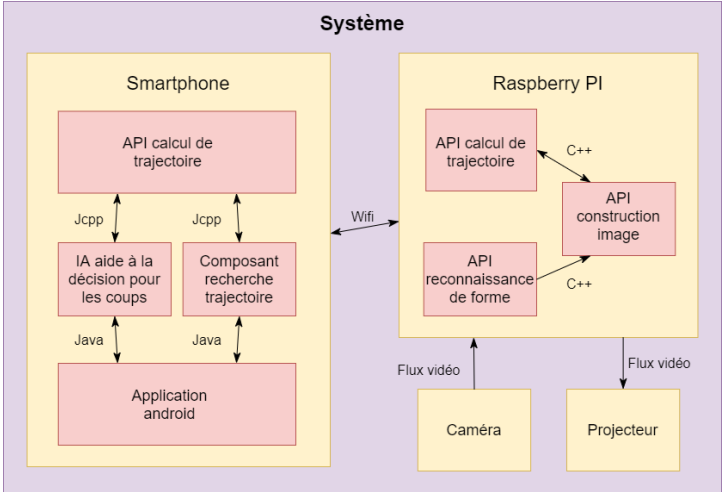 Système
Smartphone
API calcul de
trajectoire
Jcpp
Jcpp
IA aide à la
décision pour
les coups
Composant
recherche
trajectoire
Java
Java
Application
android
Wifi
Raspberry PI
API calcul de
trajectoire
C++
API
construction
image
API
reconnaissance
de forme
C++
Flux vidéo
Flux vidéo
Caméra
Projecteur